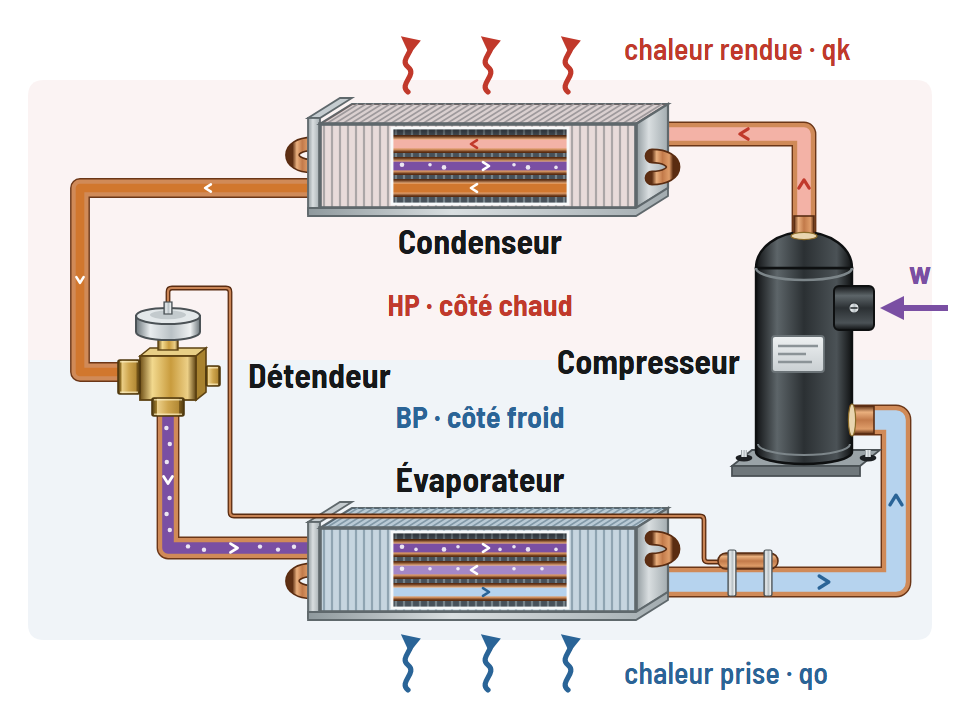 chaleur rendue · qk
Condenseur
w
HP · côté chaud
Compresseur
Détendeur
BP · côté froid
Évaporateur
chaleur prise · qo